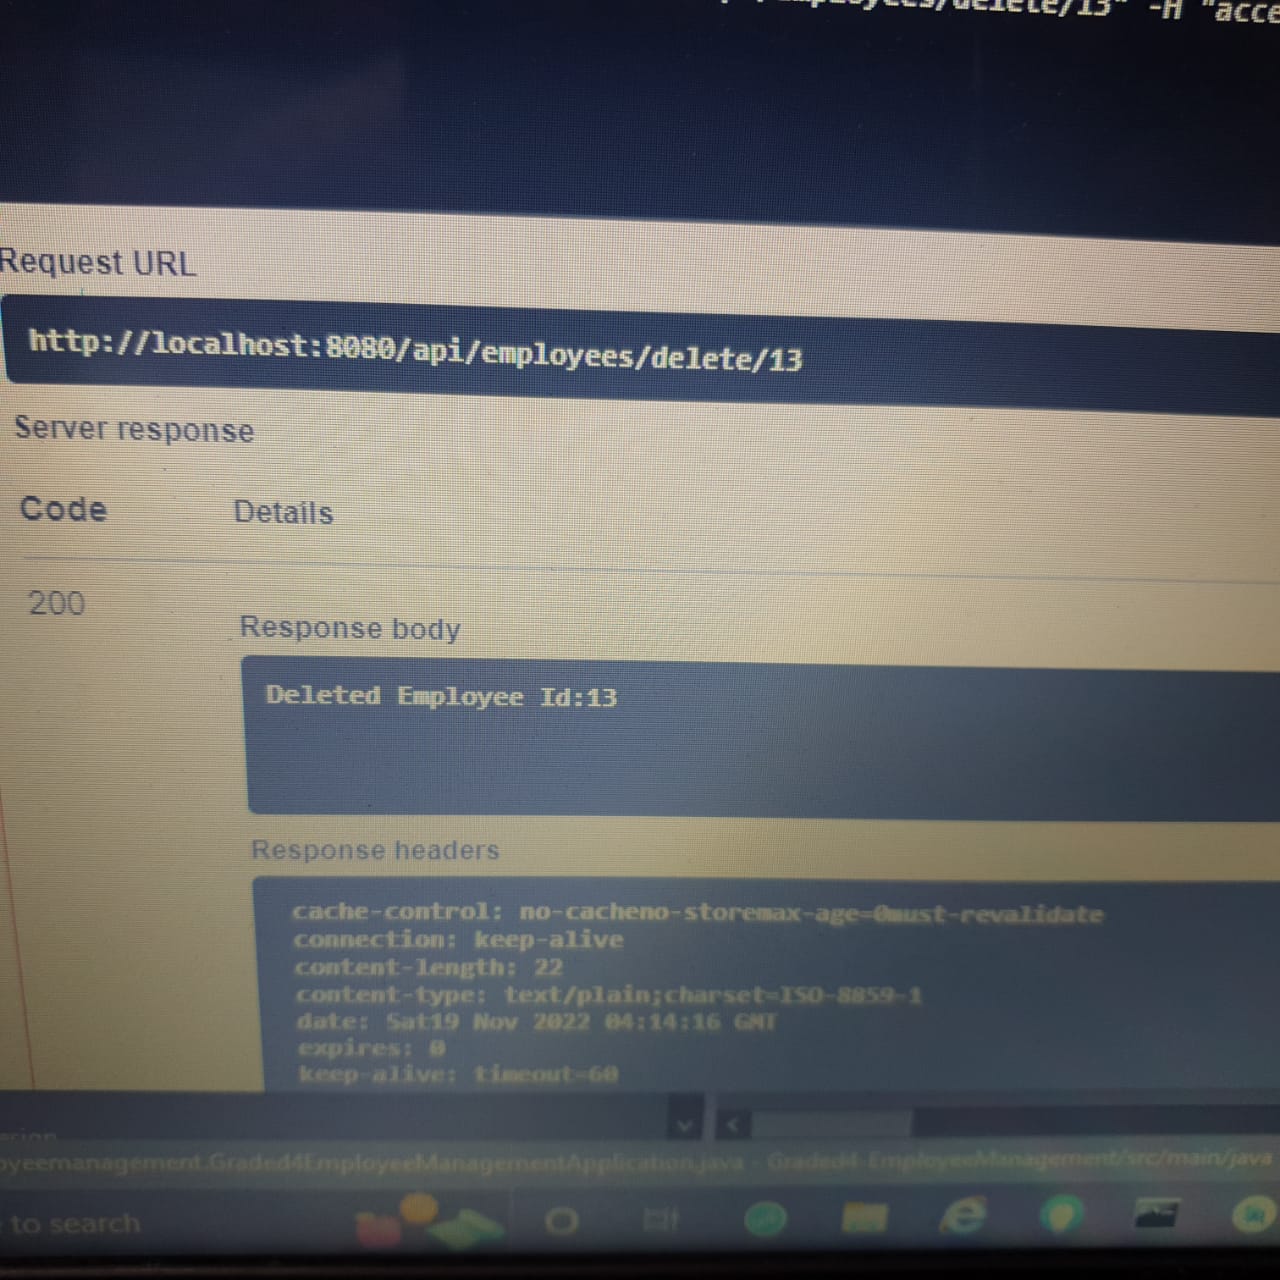 /delete/13" -H "acce
Request URL
http://localhost:8080/api/employees/delete/13
Server response
Code Details
200
Response body
Deleted Employee Id:13
Response headers
cache-control: no-cacheno-storemax-age=0must-revalidate
connection: keep-alive
content-length: 22
content-type: text/plain;charset=ISO-8859-1
date: Sat19 Nov 2022 04:14:16 GMT
expires: 0
keep-alive: timeout=60
oyeemanagement.Graded4EmployeeManagementApplication.java - Graded4-EmployeeManagement/src/main/java
to search